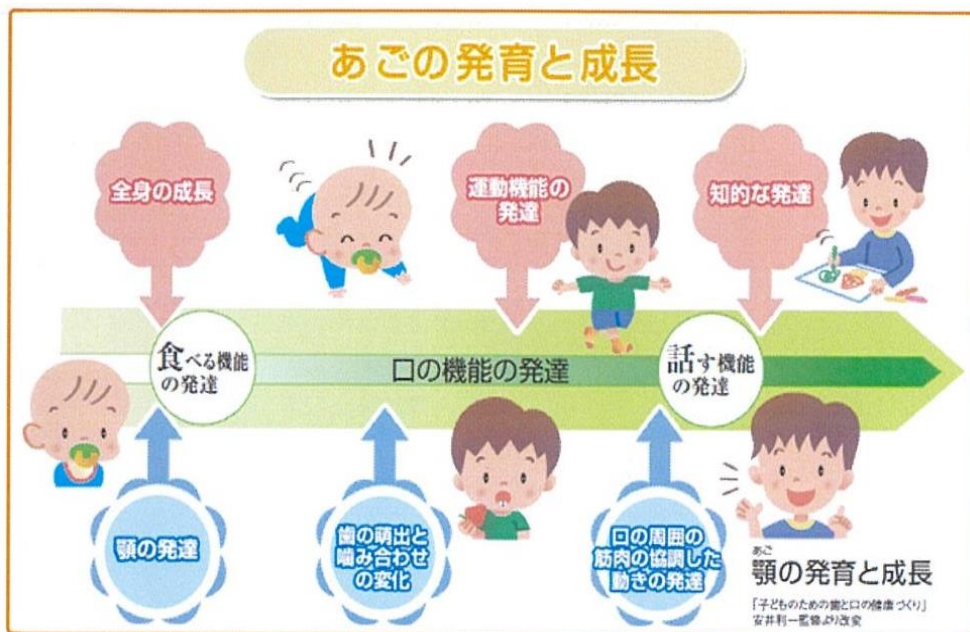 あごの発育と成長
全身の成長
運動機能の
発達
知的な発達
食べる機能
の発達
口の機能の発達
話す機能
の発達
顎の発達
歯の萌出と
噛み合わせ
の変化
口の周囲の
筋肉の協調した
動きの発達
あご
顎の発育と成長
「子どものための歯と口の健康づくり」
安井利一監修より改変